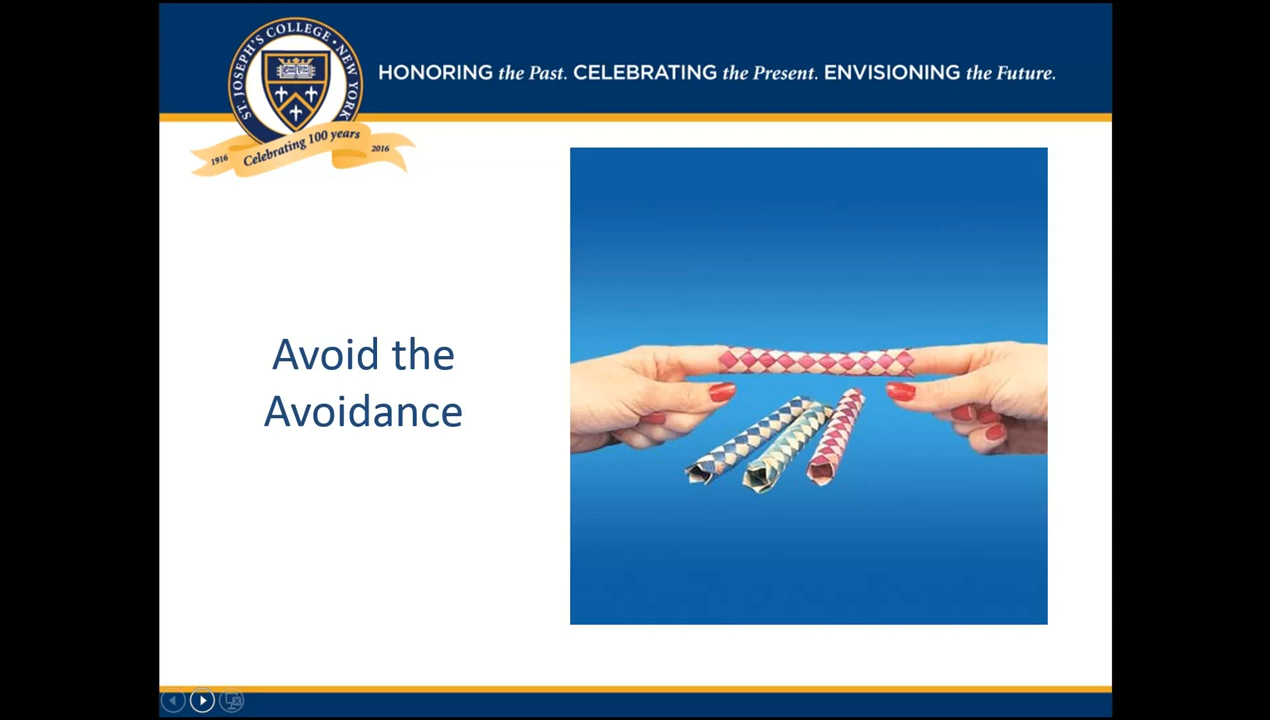 ST. JOSEPH'S COLLEGE • NEW YORK
HONORING the Past. CELEBRATING the Present. ENVISIONING the Future.
1916 Celebrating 100 years 2016
Avoid the
Avoidance